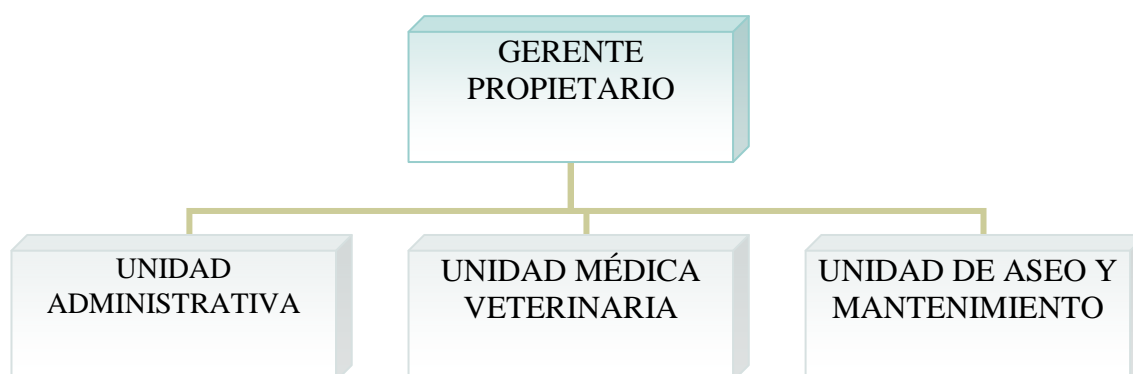 GERENTE
PROPIETARIO
UNIDAD
ADMINISTRATIVA
UNIDAD MÉDICA
VETERINARIA
UNIDAD DE ASEO Y
MANTENIMIENTO